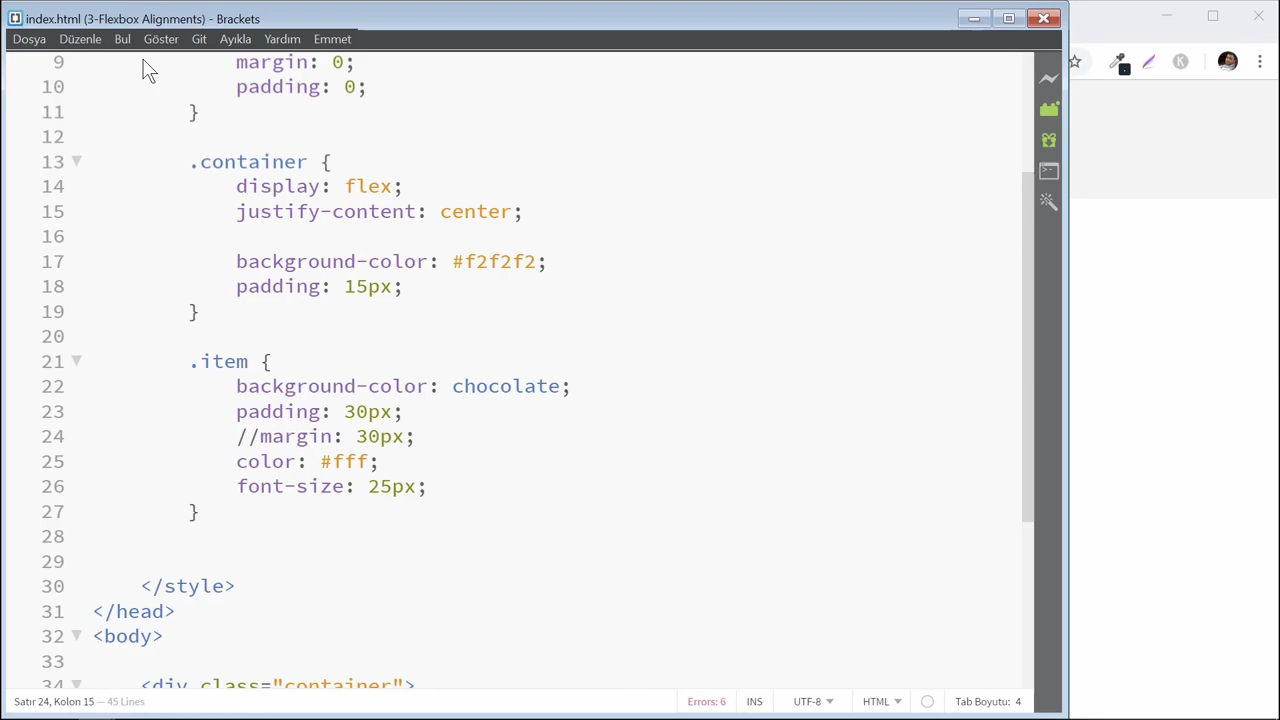 index.html (3-Flexbox Alignments) - Brackets
Dosya Düzenle Bul Göster Git Ayıkla Yardım Emmet
9 margin: 0;
10 padding: 0;
11 }
12
13 .container {
14 display: flex;
15 justify-content: center;
16
17 background-color: #f2f2f2;
18 padding: 15px;
19 }
20
21 .item {
22 background-color: chocolate;
23 padding: 30px;
24 //margin: 30px;
25 color: #fff;
26 font-size: 25px;
27 }
28
29
30 </style>
31 </head>
32 <body>
33
34 <div class="container">
Satır 24, Kolon 15 — 45 Lines Errors: 6 INS UTF-8 HTML Tab Boyutu: 4
K